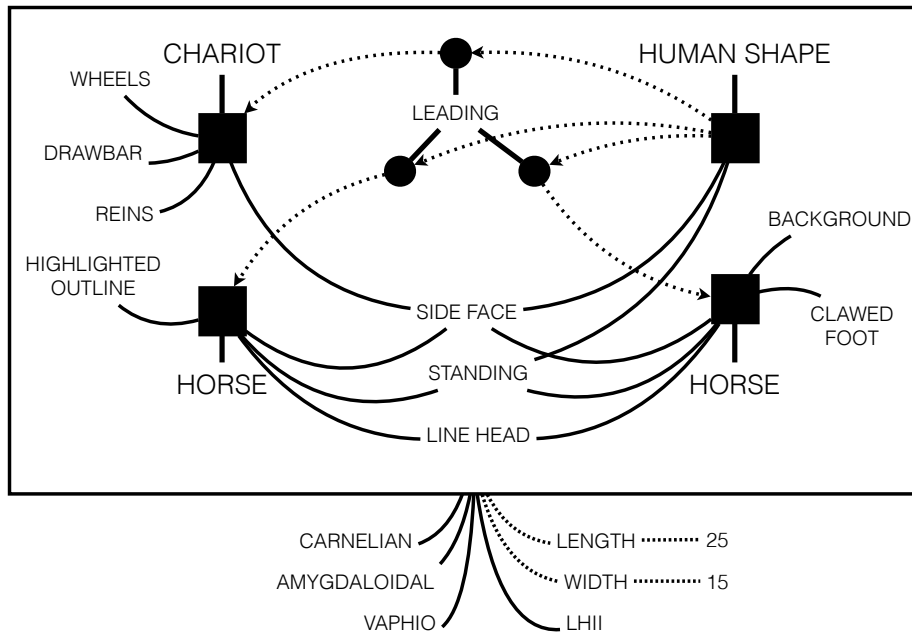 CHARIOT
HUMAN SHAPE
WHEELS
LEADING
DRAWBAR
REINS
BACKGROUND
HIGHLIGHTED
OUTLINE
SIDE FACE
CLAWED
FOOT
HORSE
STANDING
HORSE
LINE HEAD
CARNELIAN
LENGTH 25
AMYGDALOIDAL
WIDTH 15
VAPHIO
LHII